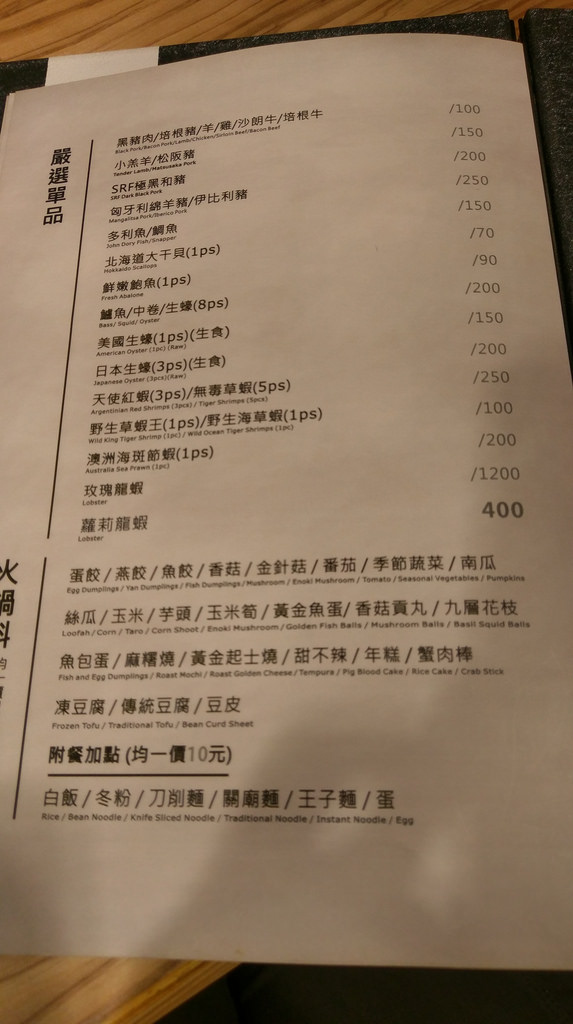 嚴選單品
黑豬肉/培根豬/羊/雞/沙朗牛/培根牛 /100
Black Pork/Bacon Pork/Lamb/Chicken/Sirloin Beef/Bacon Beef
小羔羊/松阪豬 /150
Tender Lamb/Matsusaka Pork
SRF極黑和豬 /200
SRF Dark Black Pork
匈牙利綿羊豬/伊比利豬 /250
Mangalitsa Pork/Iberico Pork
多利魚/鯛魚 /150
John Dory Fish/Snapper
北海道大干貝(1ps) /70
Hokkaido Scallops
鮮嫩鮑魚(1ps) /90
Fresh Abalone
鱸魚/中卷/生蠔(8ps) /200
Bass/ Squid/ Oyster
美國生蠔(1ps)(生食) /150
American Oyster (1pc) (Raw)
日本生蠔(3ps)(生食) /200
Japanese Oyster (3pcs)(Raw)
天使紅蝦(3ps)/無毒草蝦(5ps) /250
Argentinian Red Shrimps (3pcs) / Tiger Shrimps (5pcs)
野生草蝦王(1ps)/野生海草蝦(1ps) /100
Wild King Tiger Shrimp (1pc) / Wild Ocean Tiger Shrimps (1pc)
澳洲海斑節蝦(1ps) /200
Australia Sea Prawn (1pc)
玫瑰龍蝦 /1200
Lobster
蘿莉龍蝦 400
Lobster
火鍋料
蛋餃 / 燕餃 / 魚餃 / 香菇 / 金針菇 / 番茄 / 季節蔬菜 / 南瓜
Egg Dumplings / Yan Dumplings / Fish Dumplings / Mushroom / Enoki Mushroom / Tomato / Seasonal Vegetables / Pumpkins
絲瓜 / 玉米 / 芋頭 / 玉米筍 / 黃金魚蛋/ 香菇貢丸 / 九層花枝
Loofah / Corn / Taro / Corn Shoot / Enoki Mushroom / Golden Fish Balls / Mushroom Balls / Basil Squid Balls
魚包蛋 / 麻糬燒 / 黃金起士燒 / 甜不辣 / 年糕 / 蟹肉棒
Fish and Egg Dumplings / Roast Mochi / Roast Golden Cheese / Tempura / Pig Blood Cake / Rice Cake / Crab Stick
凍豆腐 / 傳統豆腐 / 豆皮
Frozen Tofu / Traditional Tofu / Bean Curd Sheet
附餐加點 (均一價10元)
白飯 / 冬粉 / 刀削麵 / 關廟麵 / 王子麵 / 蛋
Rice / Bean Noodle / Knife Sliced Noodle / Traditional Noodle / Instant Noodle / Egg